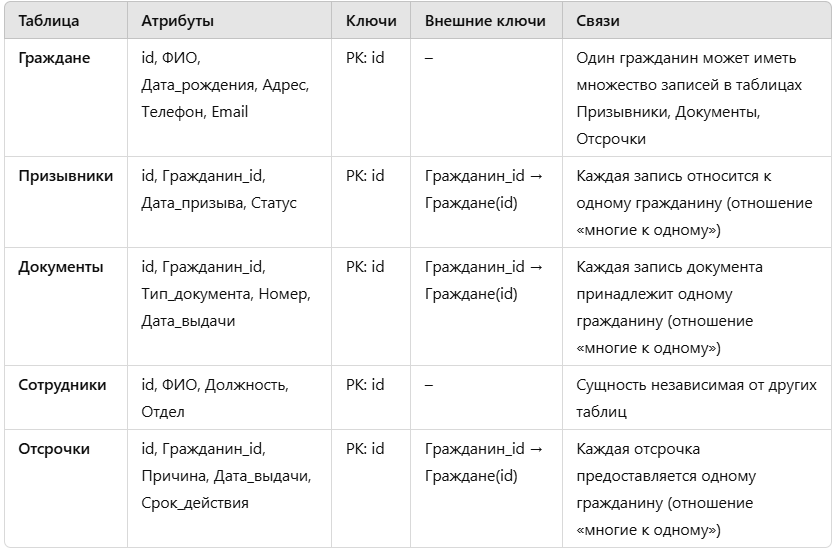 Таблица Атрибуты Ключи Внешние ключи Связи
Граждане id, ФИО, PK: id – Один гражданин может иметь
Дата_рождения, Адрес, множество записей в таблицах
Телефон, Email Призывники, Документы,
Отсрочки
Призывники id, Гражданин_id, PK: id Гражданин_id → Каждая запись относится к
Дата_призыва, Статус Граждане(id) одному гражданину (отношение
«многие к одному»)
Документы id, Гражданин_id, PK: id Гражданин_id → Каждая запись документа
Тип_документа, Номер, Граждане(id) принадлежит одному
Дата_выдачи гражданину (отношение
«многие к одному»)
Сотрудники id, ФИО, Должность, PK: id – Сущность независимая от других
Отдел таблиц
Отсрочки id, Гражданин_id, PK: id Гражданин_id → Каждая отсрочка
Причина, Дата_выдачи, Граждане(id) предоставляется одному
Срок_действия гражданину (отношение
«многие к одному»)